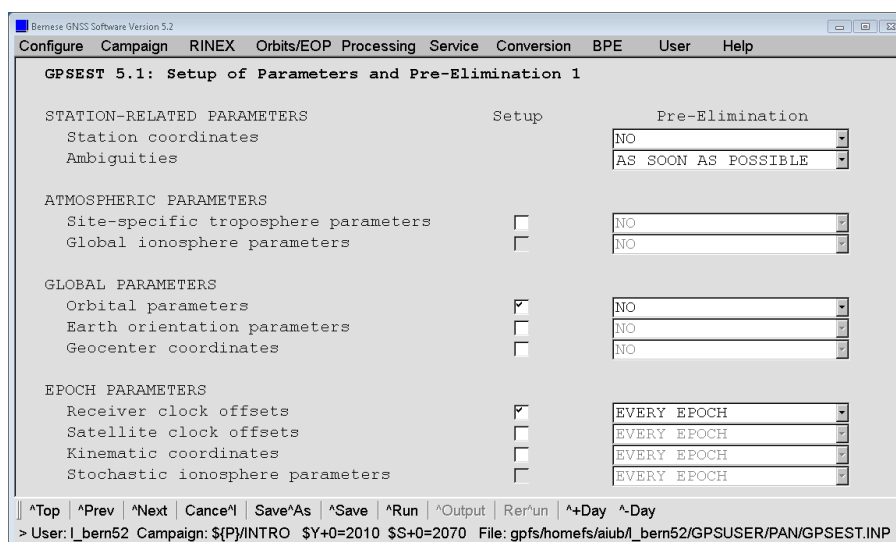 Bernese GNSS Software Version 5.2
Configure Campaign RINEX Orbits/EOP Processing Service Conversion BPE User Help
GPSEST 5.1: Setup of Parameters and Pre-Elimination 1
STATION-RELATED PARAMETERS Setup Pre-Elimination
Station coordinates NO
Ambiguities AS SOON AS POSSIBLE
ATMOSPHERIC PARAMETERS
Site-specific troposphere parameters NO
Global ionosphere parameters NO
GLOBAL PARAMETERS
Orbital parameters NO
Earth orientation parameters NO
Geocenter coordinates NO
EPOCH PARAMETERS
Receiver clock offsets EVERY EPOCH
Satellite clock offsets EVERY EPOCH
Kinematic coordinates EVERY EPOCH
Stochastic ionosphere parameters EVERY EPOCH
^Top ^Prev ^Next Cance^l Save^As ^Save ^Run ^Output Rer^un ^+Day ^-Day
> User: l_bern52 Campaign: ${P}/INTRO $Y+0=2010 $S+0=2070 File: gpfs/homefs/aiub/l_bern52/GPSUSER/PAN/GPSEST.INP